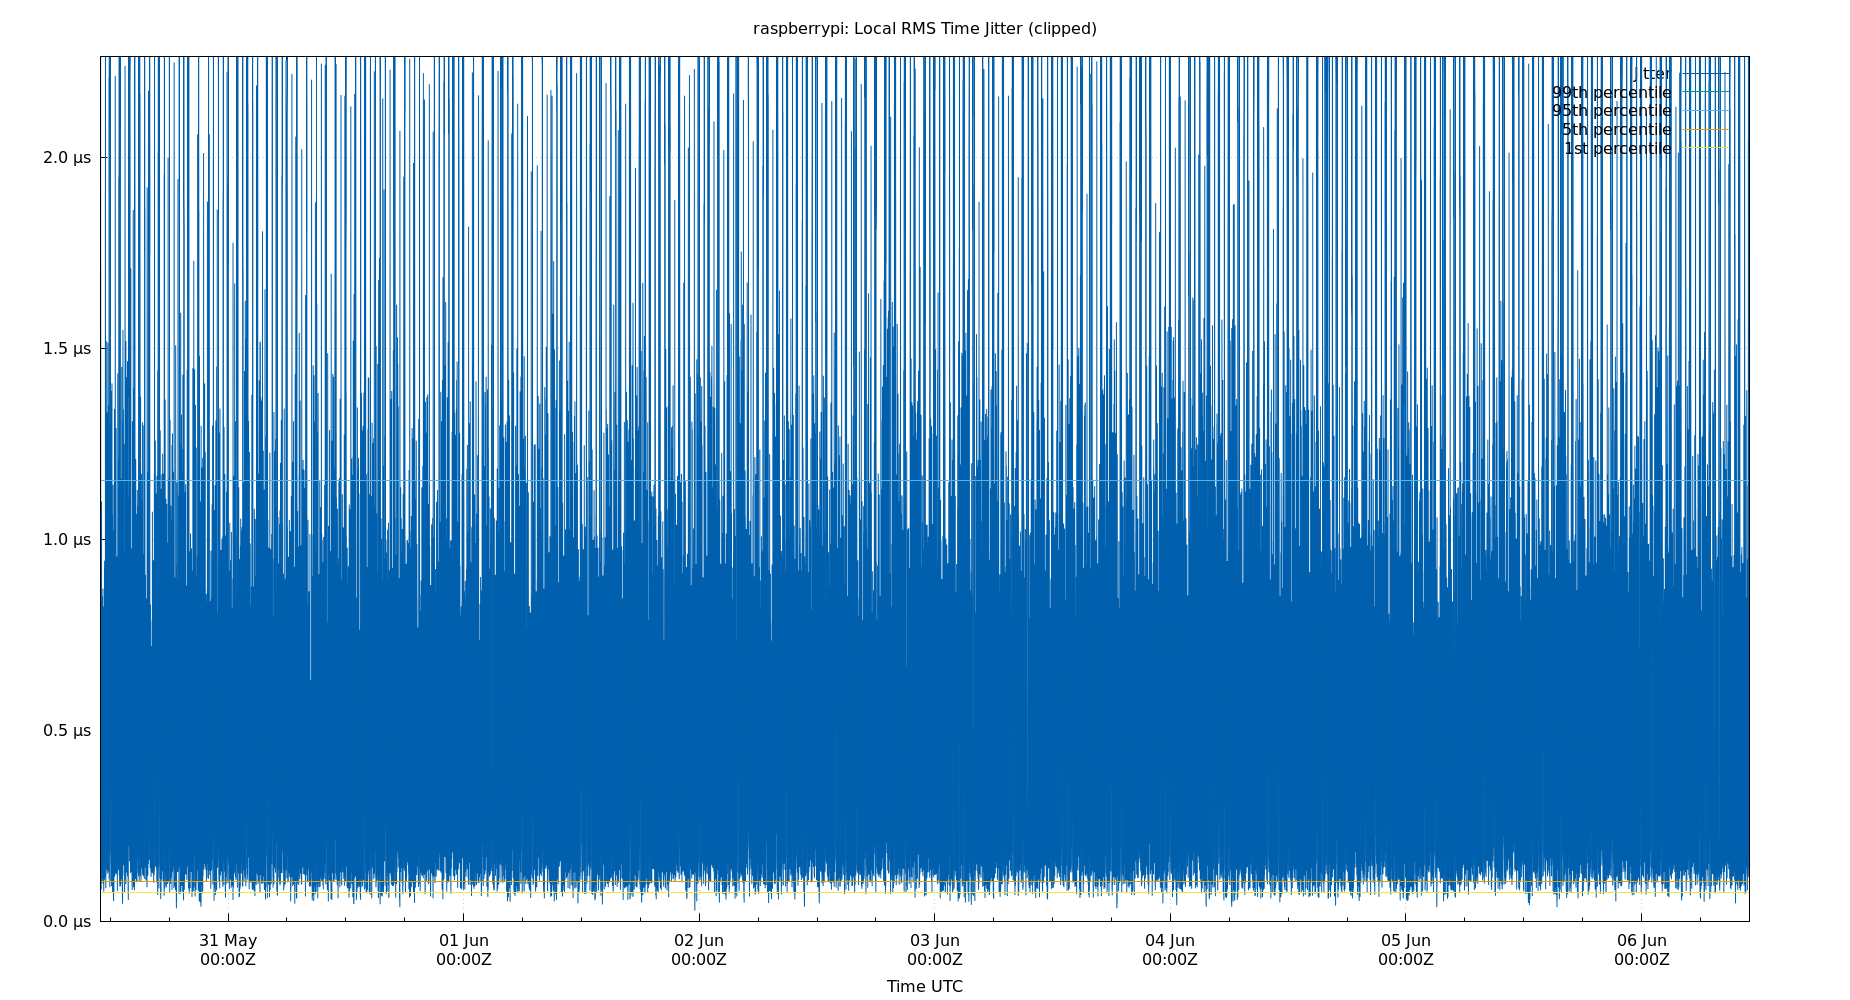 raspberrypi: Local RMS Time Jitter (clipped)
jitter
99th percentile
95th percentile
5th percentile
1st percentile
2.0 µs
1.5 µs
1.0 µs
0.5 µs
0.0 µs
31 May 01 Jun 02 Jun 03 Jun 04 Jun 05 Jun 06 Jun
00:00Z 00:00Z 00:00Z 00:00Z 00:00Z 00:00Z 00:00Z
Time UTC